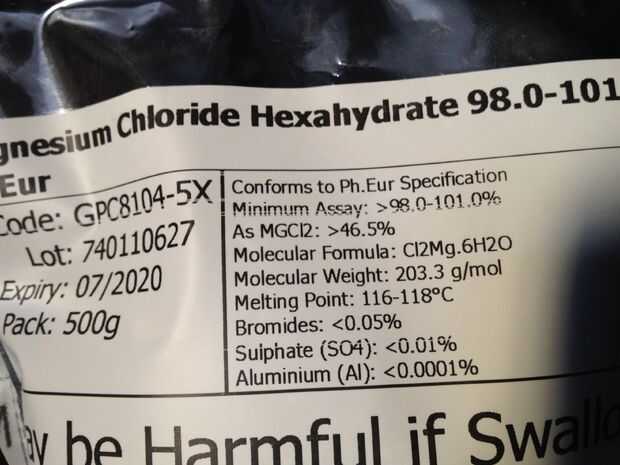 gnesium Chloride Hexahydrate 98.0-101
Eur
Code: GPC8104-5X
Lot: 740110627
Expiry: 07/2020
Pack: 500g
Conforms to Ph.Eur Specification
Minimum Assay: >98.0-101.0%
As MGCl2: >46.5%
Molecular Formula: Cl2Mg.6H2O
Molecular Weight: 203.3 g/mol
Melting Point: 116-118°C
Bromides: <0.05%
Sulphate (SO4): <0.01%
Aluminium (Al): <0.0001%
ay be Harmful if Swallo